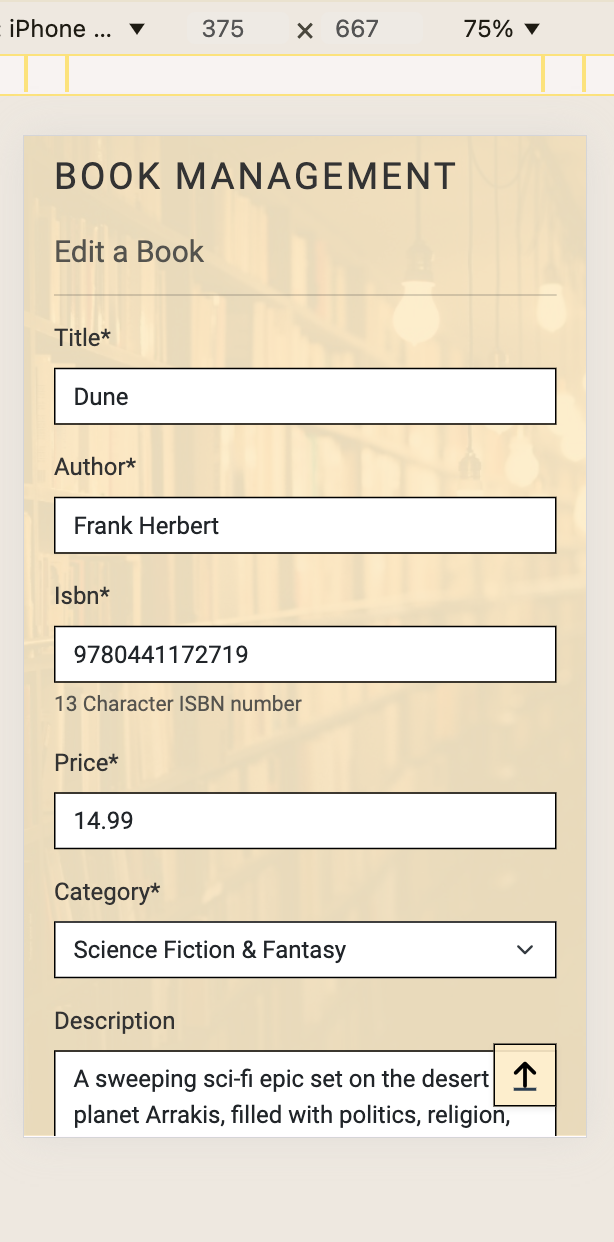 : iPhone ... ▼ 375 × 667 75% ▼
BOOK MANAGEMENT
Edit a Book
Title*
Dune
Author*
Frank Herbert
Isbn*
9780441172719
13 Character ISBN number
Price*
14.99
Category*
Science Fiction & Fantasy
Description
A sweeping sci-fi epic set on the desert
planet Arrakis, filled with politics, religion,